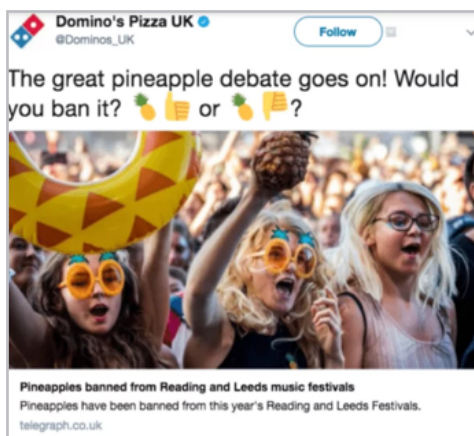 Domino's Pizza UK
@Dominos_UK
Follow
The great pineapple debate goes on! Would
you ban it? 🍍👍 or 🍍👎?
Pineapples banned from Reading and Leeds music festivals
Pineapples have been banned from this year's Reading and Leeds Festivals.
telegraph.co.uk